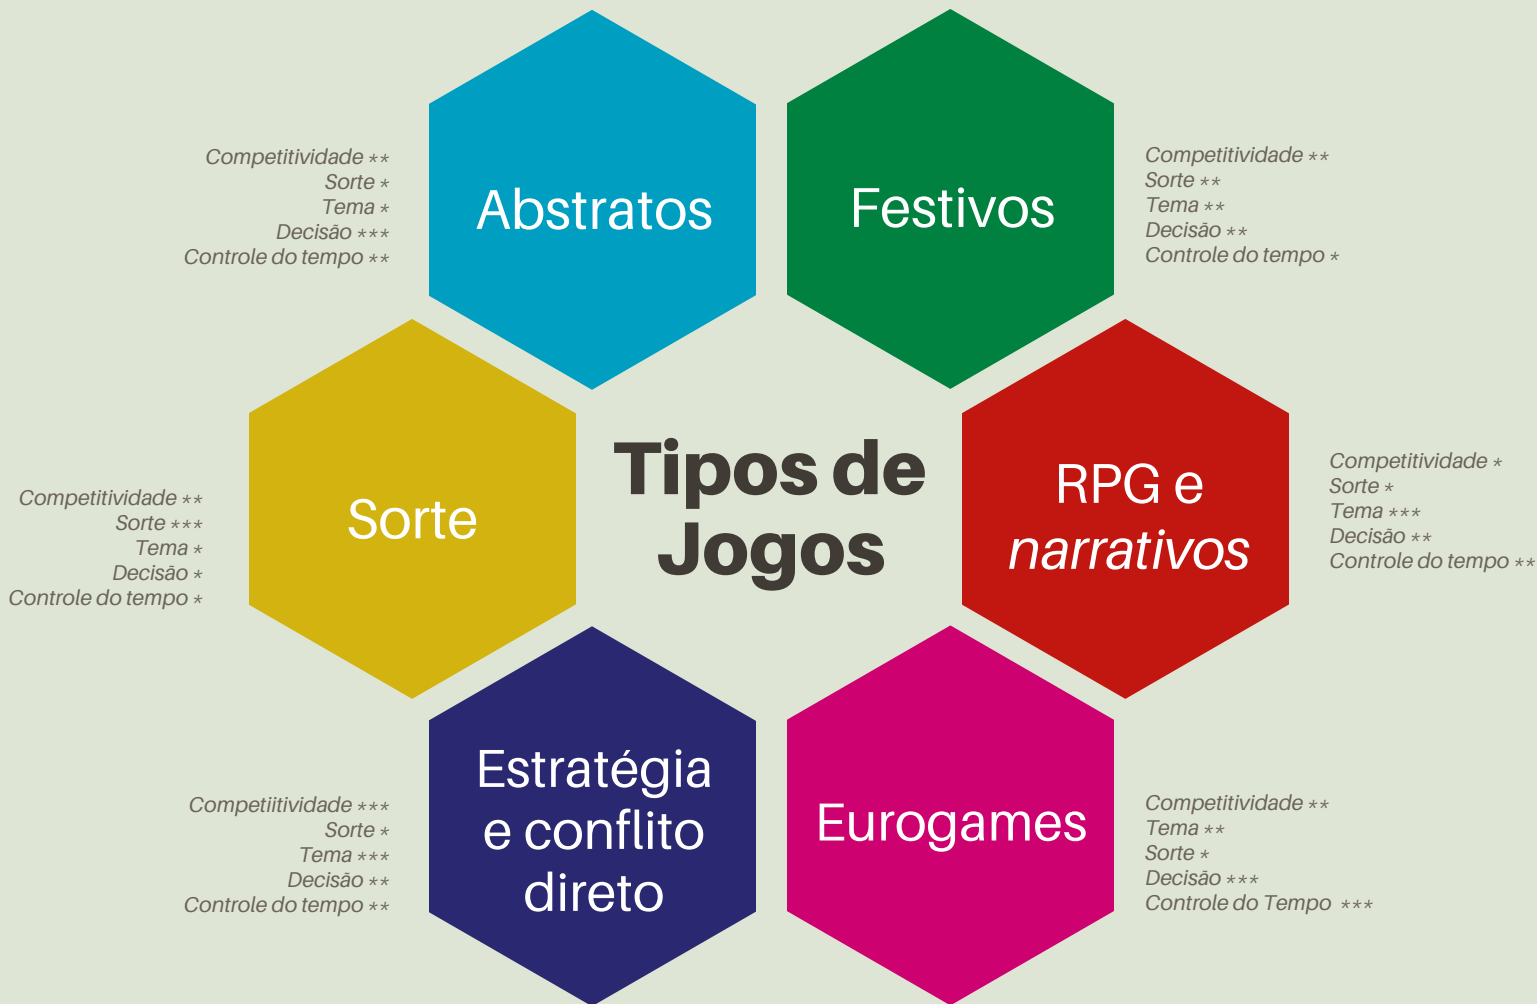 Abstratos
Competitividade **
Sorte *
Tema *
Decisão ***
Controle do tempo **
Festivos
Competitividade **
Sorte **
Tema **
Decisão **
Controle do tempo *
Tipos de
Jogos
Sorte
Competitividade **
Sorte ***
Tema *
Decisão *
Controle do tempo *
RPG e
narrativos
Competitividade *
Sorte *
Tema ***
Decisão **
Controle do tempo **
Estratégia
e conflito
direto
Competiitividade ***
Sorte *
Tema ***
Decisão **
Controle do tempo **
Eurogames
Competitividade **
Tema **
Sorte *
Decisão ***
Controle do Tempo ***